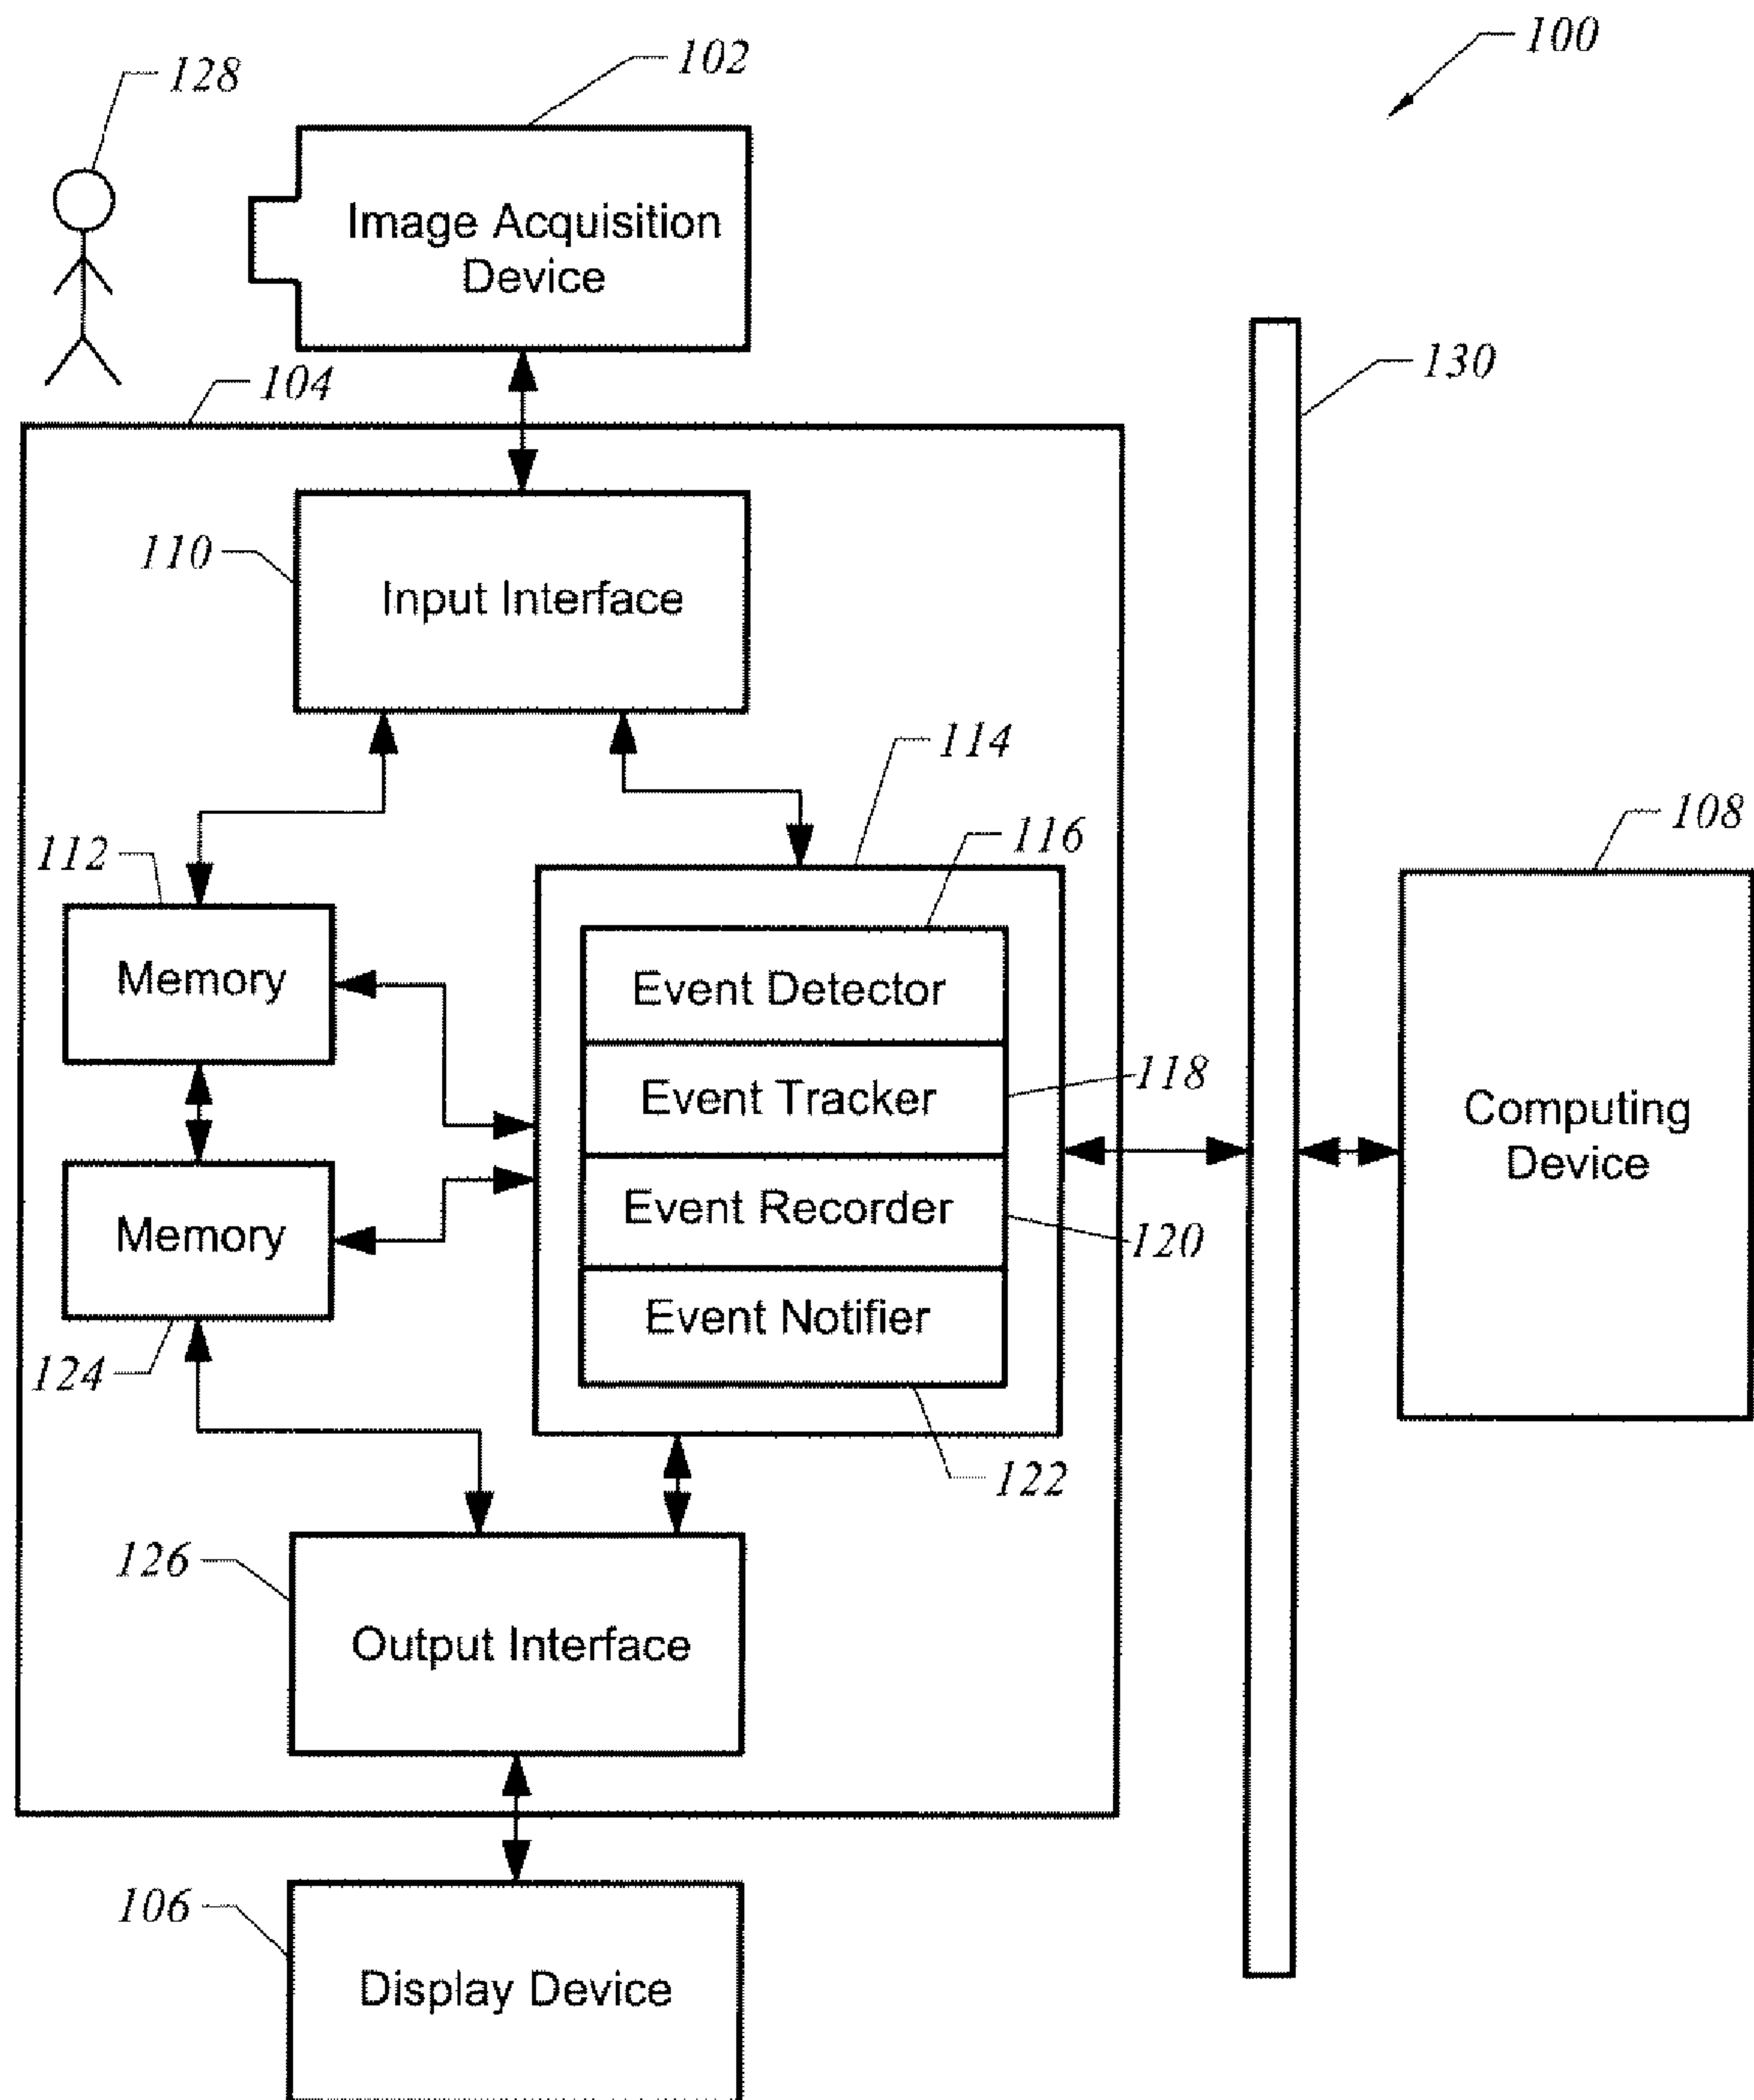 100
102
128
Image Acquisition
Device
104
130
110
Input Interface
114
108
116
112
Memory
Event Detector
118
Event Tracker
Computing
Device
Event Recorder
120
Memory
Event Notifier
124
122
126
Output Interface
106
Display Device